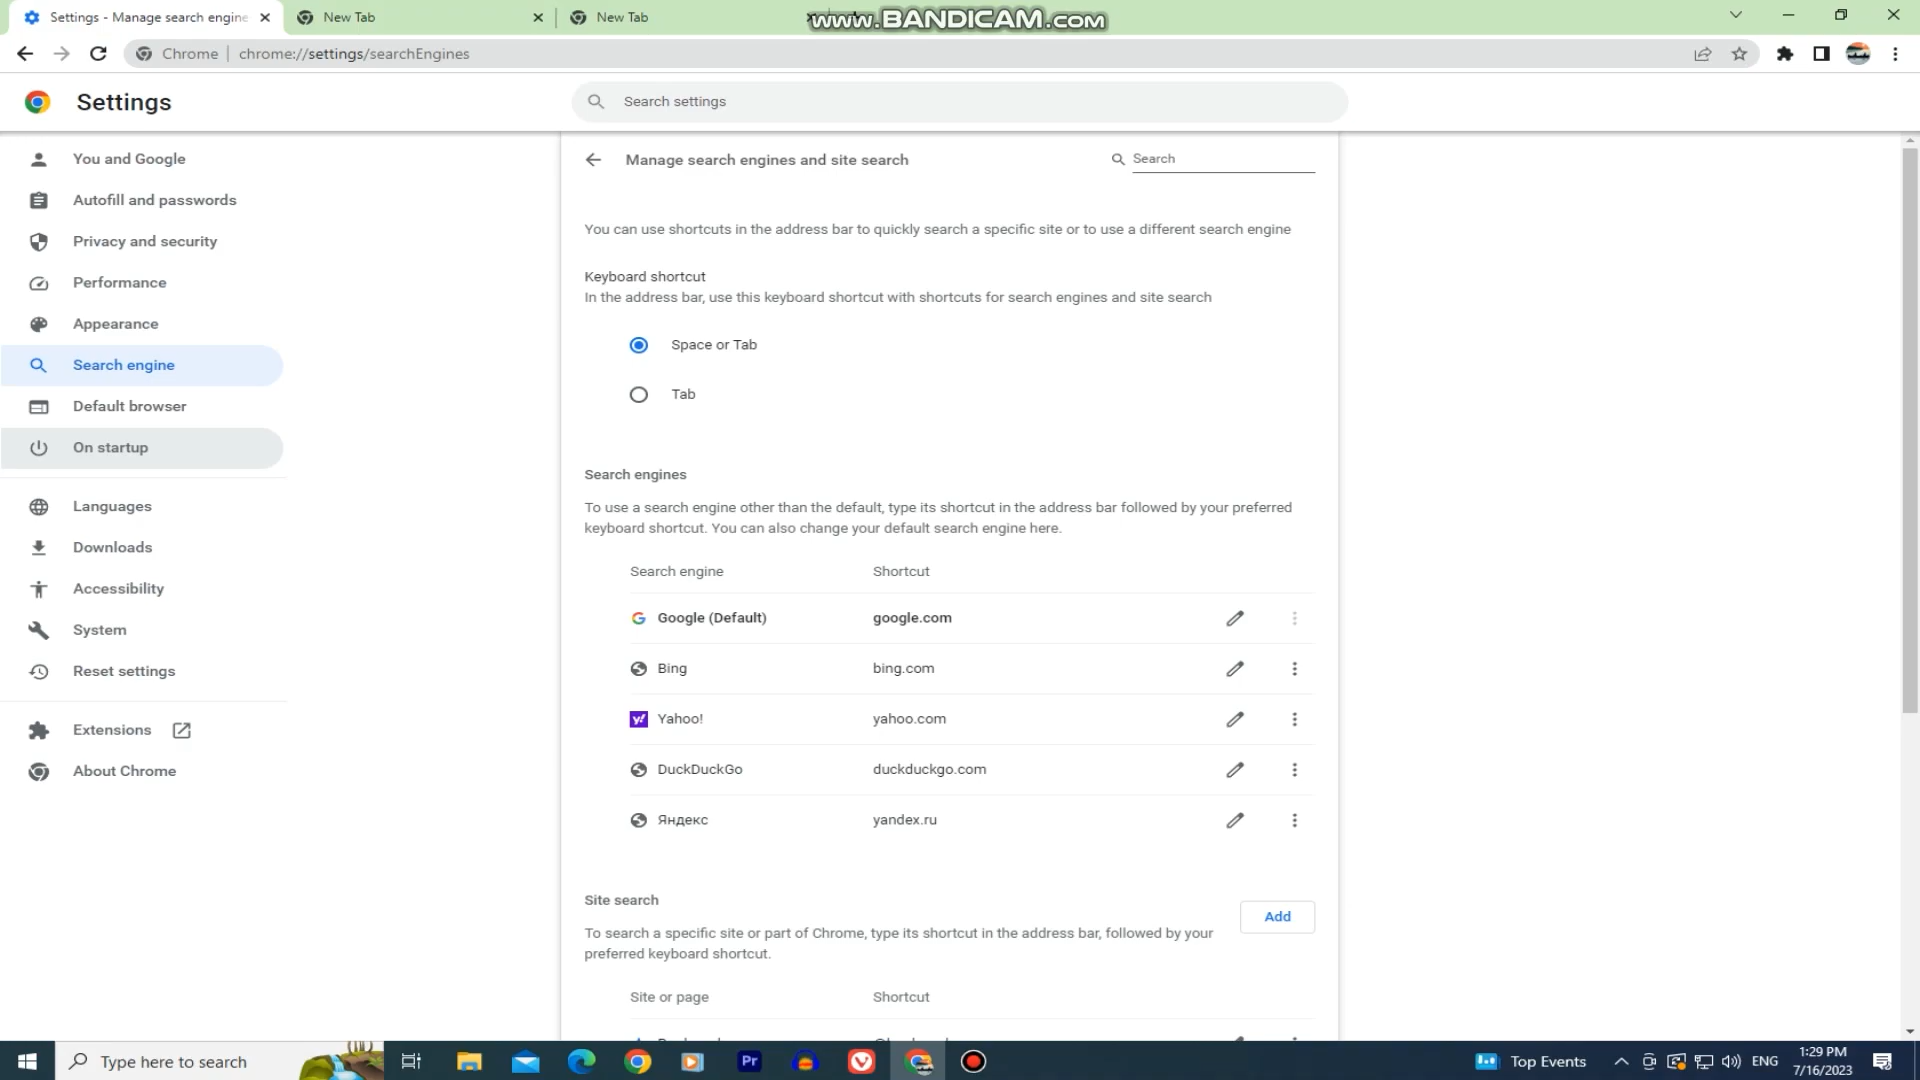 Settings - Manage search engine
New Tab
New Tab
www.BANDICAM.com
Chrome | chrome://settings/searchEngines
Settings
Search settings
You and Google
Autofill and passwords
Privacy and security
Performance
Appearance
Search engine
Default browser
On startup
Languages
Downloads
Accessibility
System
Reset settings
Extensions
About Chrome
Manage search engines and site search
Search
You can use shortcuts in the address bar to quickly search a specific site or to use a different search engine
Keyboard shortcut
In the address bar, use this keyboard shortcut with shortcuts for search engines and site search
Space or Tab
Tab
Search engines
To use a search engine other than the default, type its shortcut in the address bar followed by your preferred
keyboard shortcut. You can also change your default search engine here.
Search engine Shortcut
Google (Default) google.com
Bing bing.com
Yahoo! yahoo.com
DuckDuckGo duckduckgo.com
Яндекс yandex.ru
Site search
Add
To search a specific site or part of Chrome, type its shortcut in the address bar, followed by your
preferred keyboard shortcut.
Site or page Shortcut
Type here to search
Pr
Top Events
ENG
1:29 PM
7/16/2023